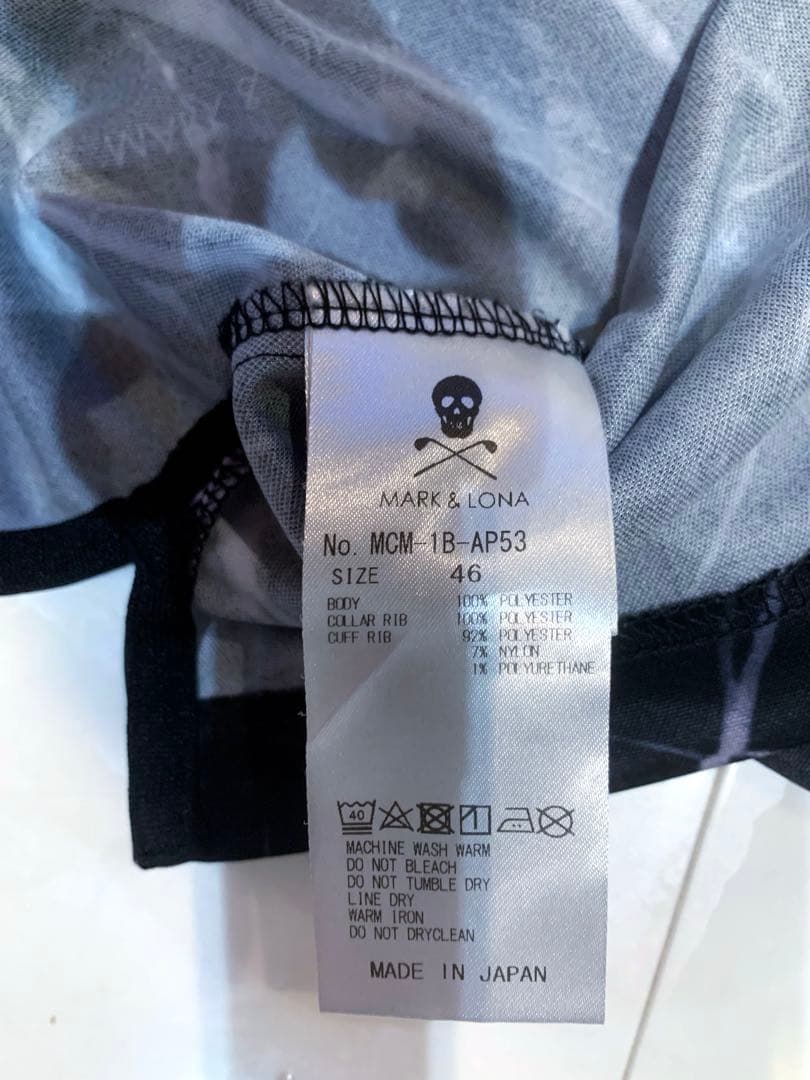 MARK & LONA
No. MCM-1B-AP53
SIZE 46
BODY 100% POLYESTER
COLLAR RIB 100% POLYESTER
CUFF RIB 92% POLYESTER
7% NYLON
1% POLYURETHANE
40
MACHINE WASH WARM
DO NOT BLEACH
DO NOT TUMBLE DRY
LINE DRY
WARM IRON
DO NOT DRYCLEAN
MADE IN JAPAN